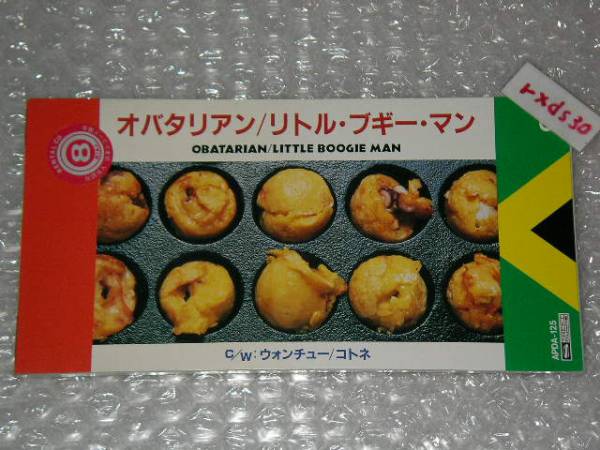 オバタリアン/リトル・ブギー・マン
OBATARIAN/LITTLE BOOGIE MAN
rxds30
8
C/W:ウォンチュー/コトネ
APDA-125